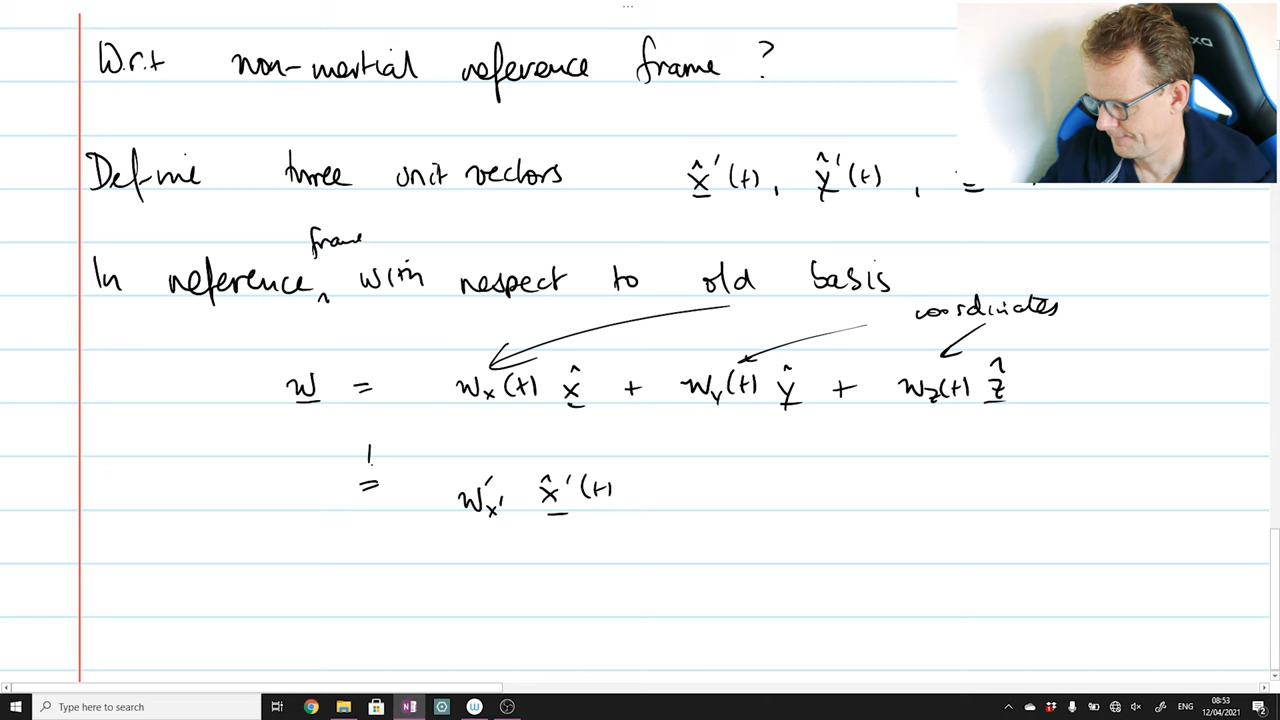 W.r.t non-inertial reference frame ?
Define three unit vectors x̂'(t), ŷ'(t),
frame
In reference ^ with respect to old basis
coordinates
w = wx(t) x̂ + wy(t) ŷ + wz(t) ẑ
! = w'x' x̂'(t)
Type here to search
ENG
08:53
12/04/2021